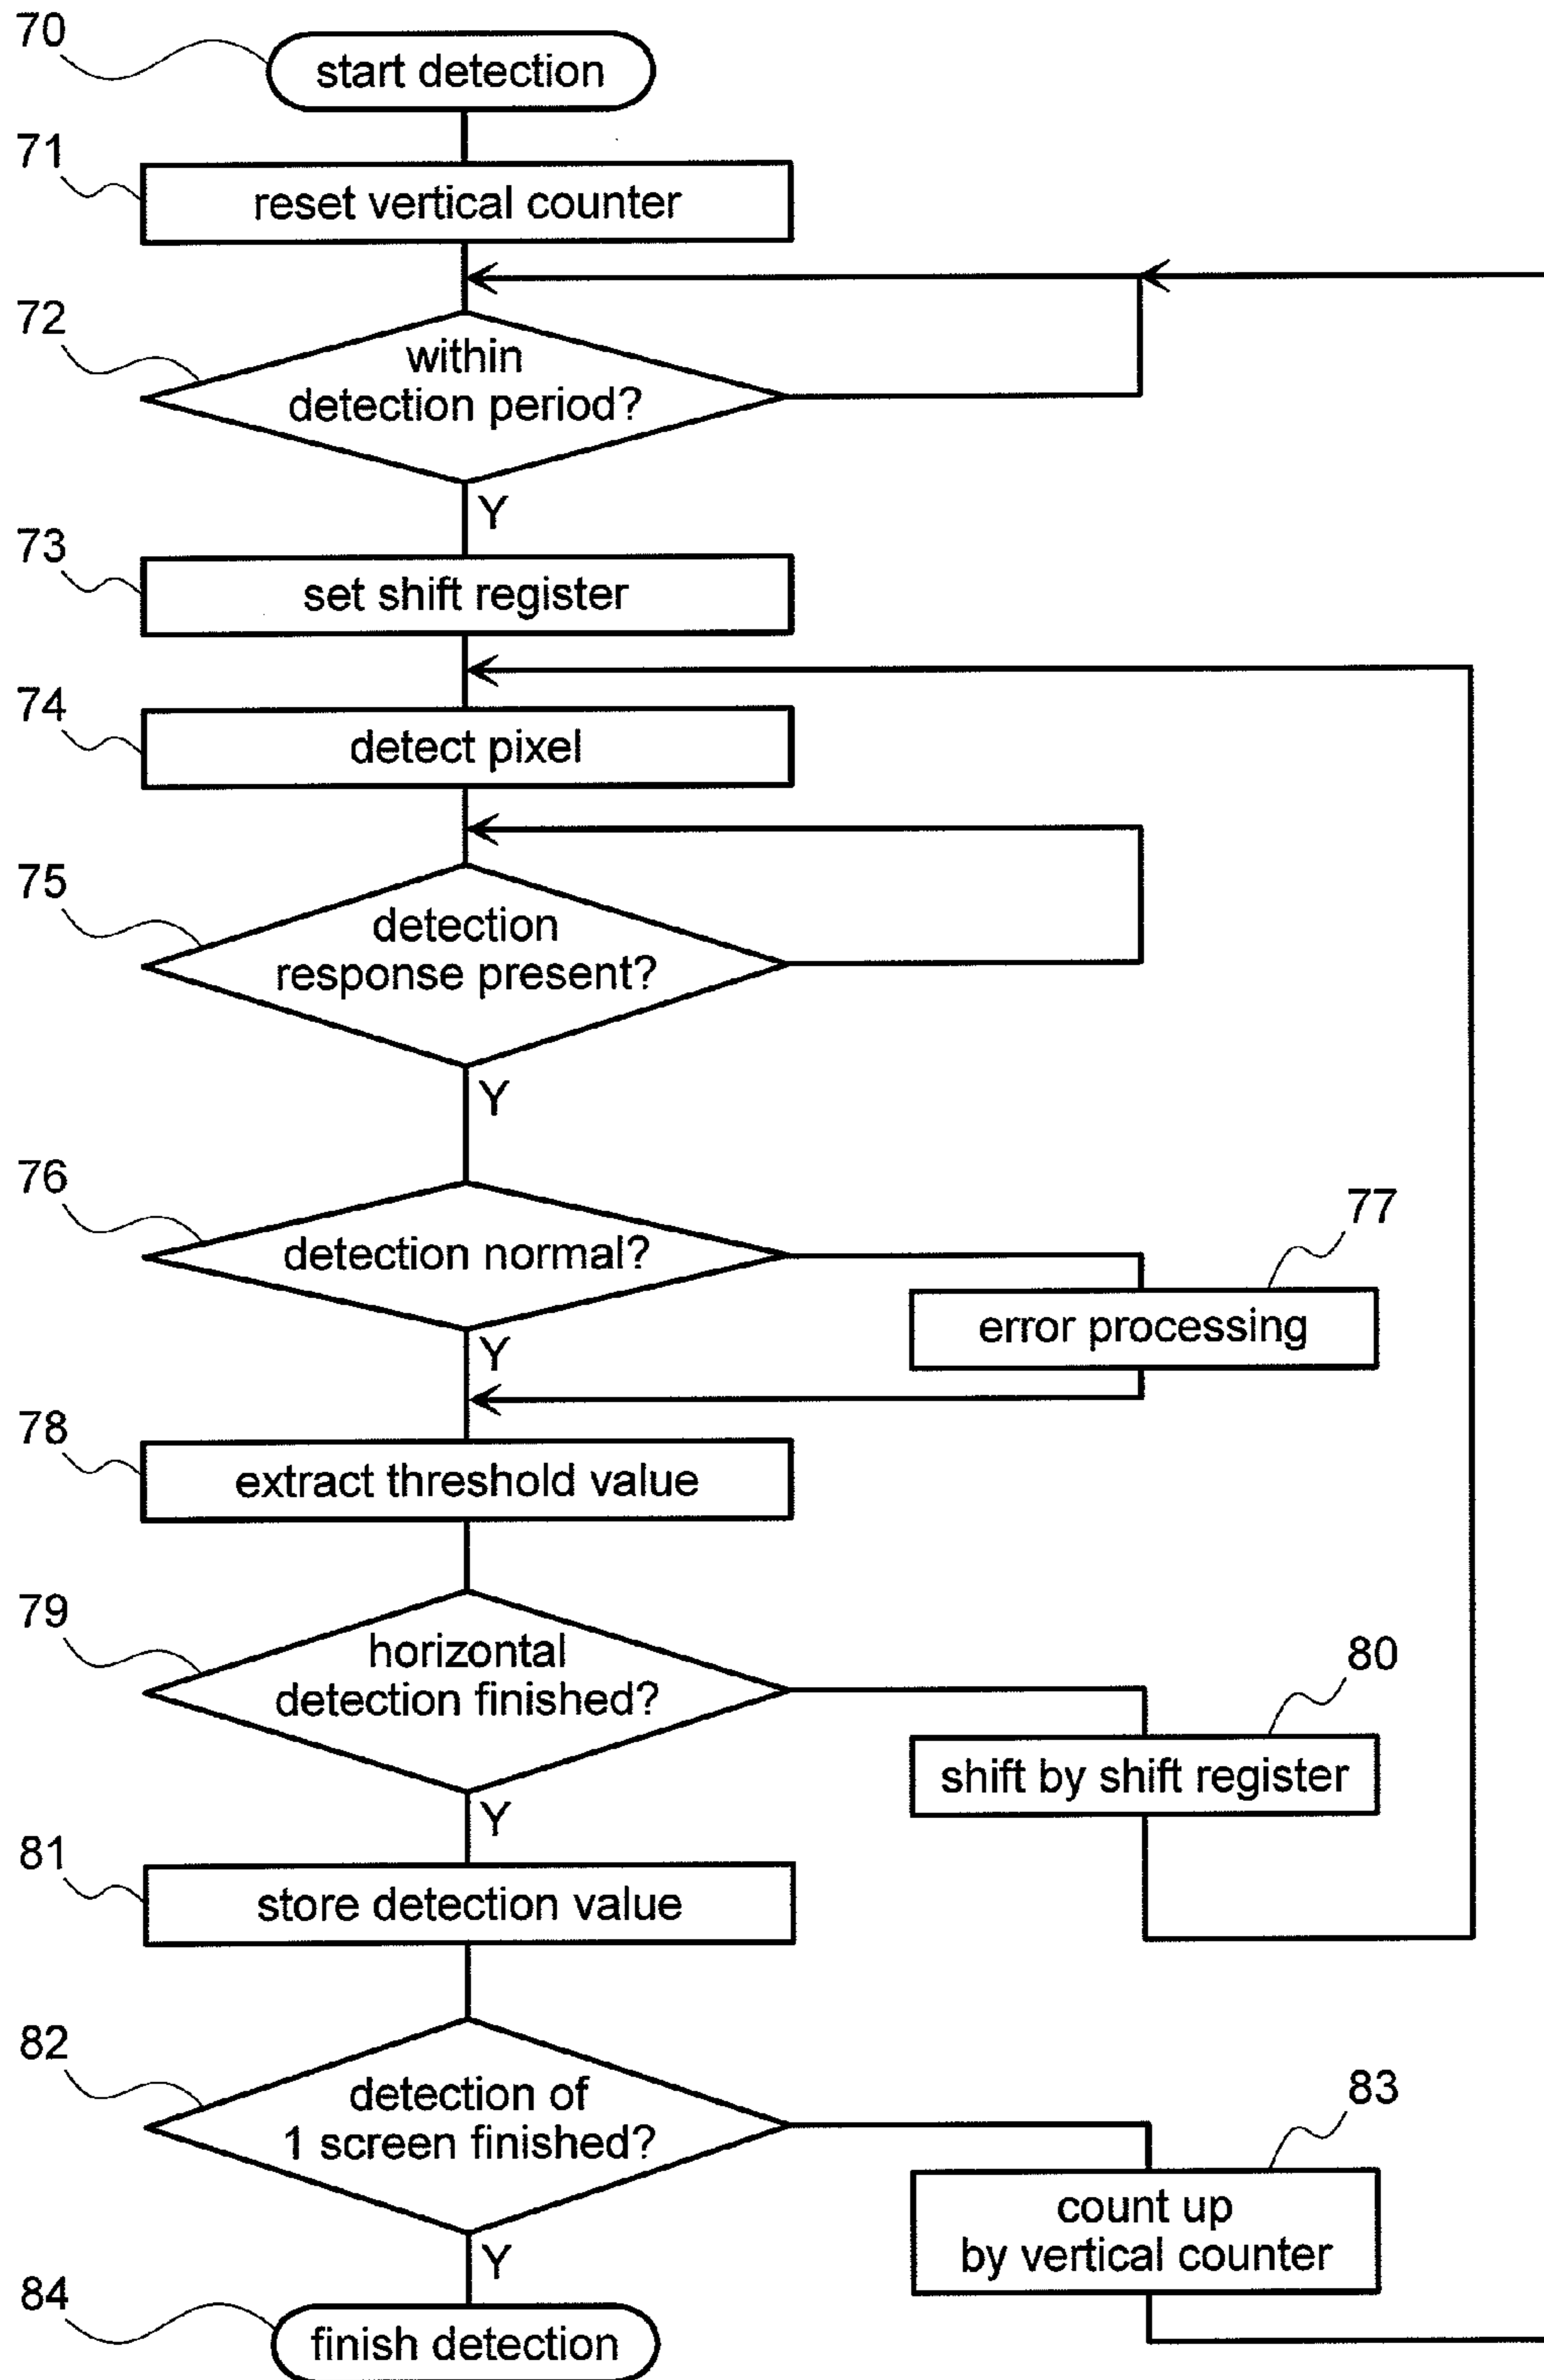 70
start detection
71
reset vertical counter
72
within
detection period?
Y
73
set shift register
74
detect pixel
75
detection
response present?
Y
76
detection normal?
77
error processing
Y
78
extract threshold value
79
horizontal
detection finished?
80
shift by shift register
Y
81
store detection value
82
detection of
1 screen finished?
83
count up
by vertical counter
Y
84
finish detection